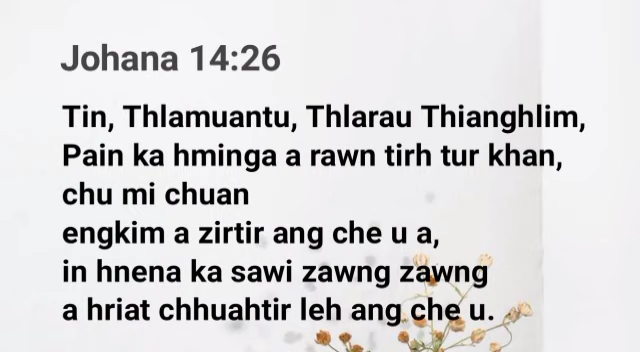 Johana 14:26
Tin, Thlamuantu, Thlarau Thianghlim,
Pain ka hminga a rawn tirh tur khan,
chu mi chuan
engkim a zirtir ang che u a,
in hnena ka sawi zawng zawng
a hriat chhuahtir leh ang che u.